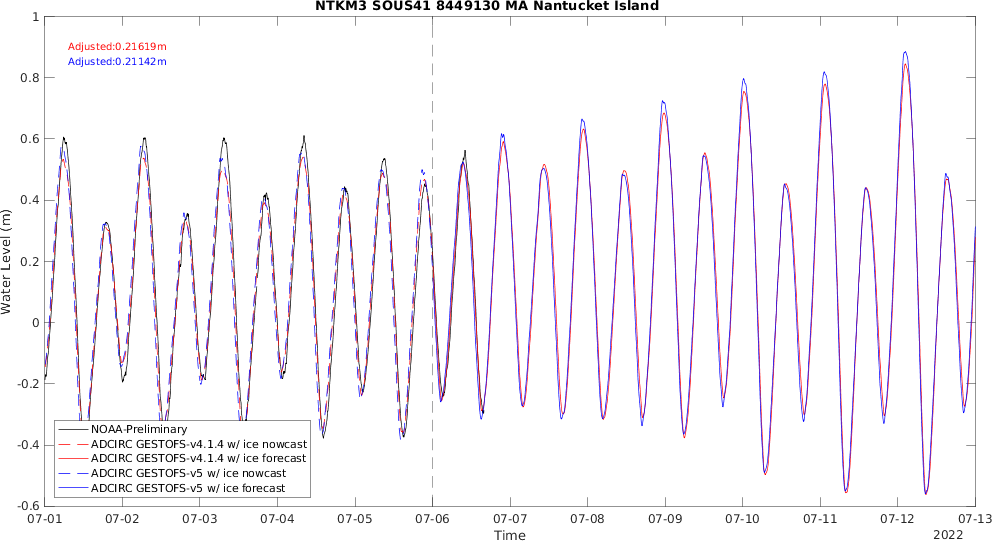 NTKM3 SOUS41 8449130 MA Nantucket Island
Adjusted:0.21619m
Adjusted:0.21142m
Water Level (m)
1
0.8
0.6
0.4
0.2
0
-0.2
-0.4
-0.6
NOAA-Preliminary
ADCIRC GESTOFS-v4.1.4 w/ ice nowcast
ADCIRC GESTOFS-v4.1.4 w/ ice forecast
ADCIRC GESTOFS-v5 w/ ice nowcast
ADCIRC GESTOFS-v5 w/ ice forecast
07-01 07-02 07-03 07-04 07-05 07-06 07-07 07-08 07-09 07-10 07-11 07-12 07-13
Time
2022